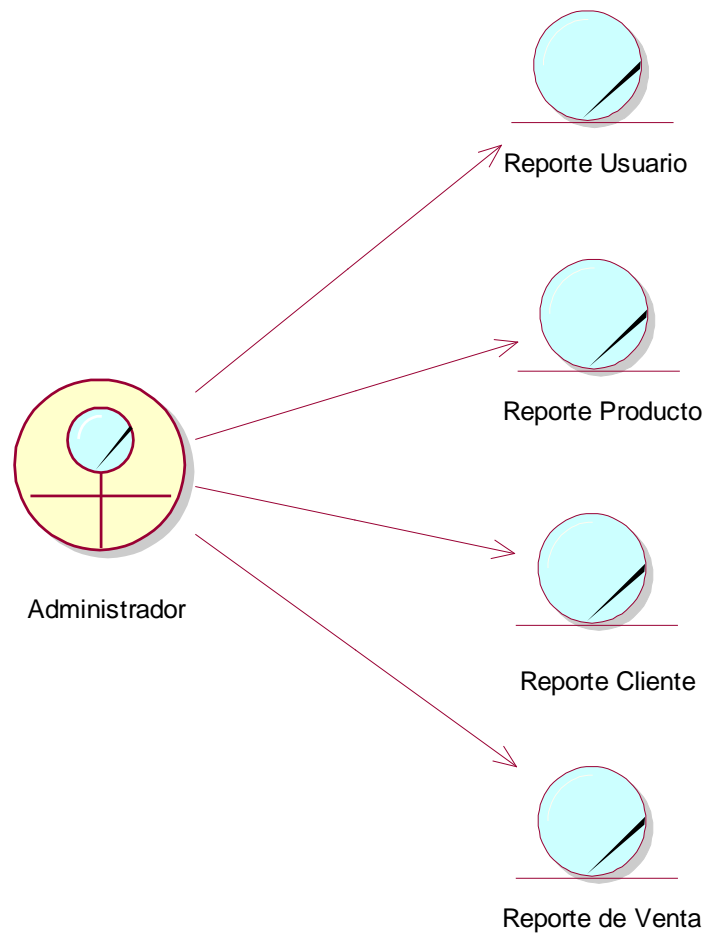 Reporte Usuario
Reporte Producto
Administrador
Reporte Cliente
Reporte de Venta